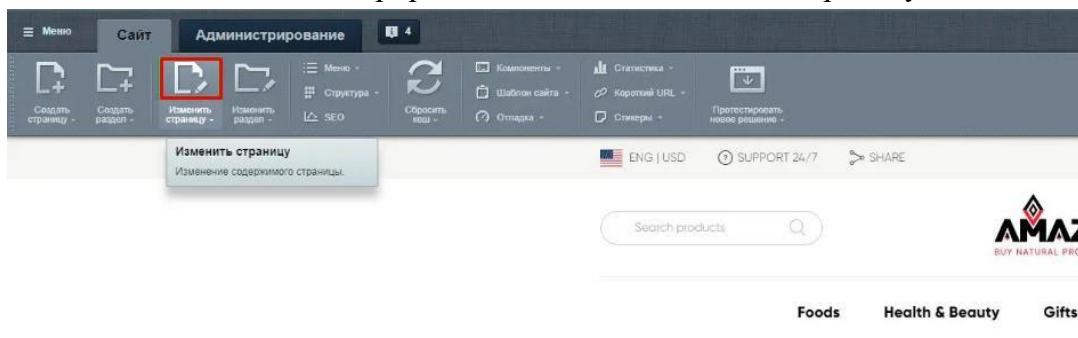 Меню
Сайт
Администрирование
4
Создать страницу
Создать раздел
Изменить страницу
Изменить раздел
Меню
Структура
SEO
Сбросить кеш
Компоненты
Шаблон сайта
Отладка
Статистика
Короткий URL
Стикеры
Протестировать новое решение
Изменить страницу
Изменение содержимого страницы.
ENG | USD
SUPPORT 24/7
SHARE
Search products
AMAZ
BUY NATURAL PRO
Foods
Health & Beauty
Gifts